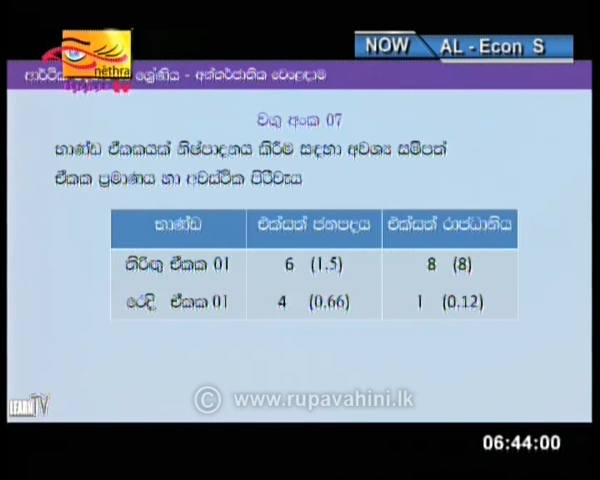 nethra
NOW AL - Econ S
ශ්‍රේණිය - අන්තර්ජාතික වෙළෙඳාම
වගු අංක 07
භාණ්ඩ ඒකකයක් නිෂ්පාදනය කිරීම සඳහා අවශ්‍ය සම්පත්
ඒකක ප්‍රමාණය හා අවස්ථික පිරිවැය
භාණ්ඩ එක්සත් ජනපදය එක්සත් රාජධානිය
තිරිඟු ඒකක 01 6 (1.5) 8 (8)
රෙදි ඒකක 01 4 (0.66) 1 (0.12)
© www.rupavahini.lk
LEARN TV
06:44:00